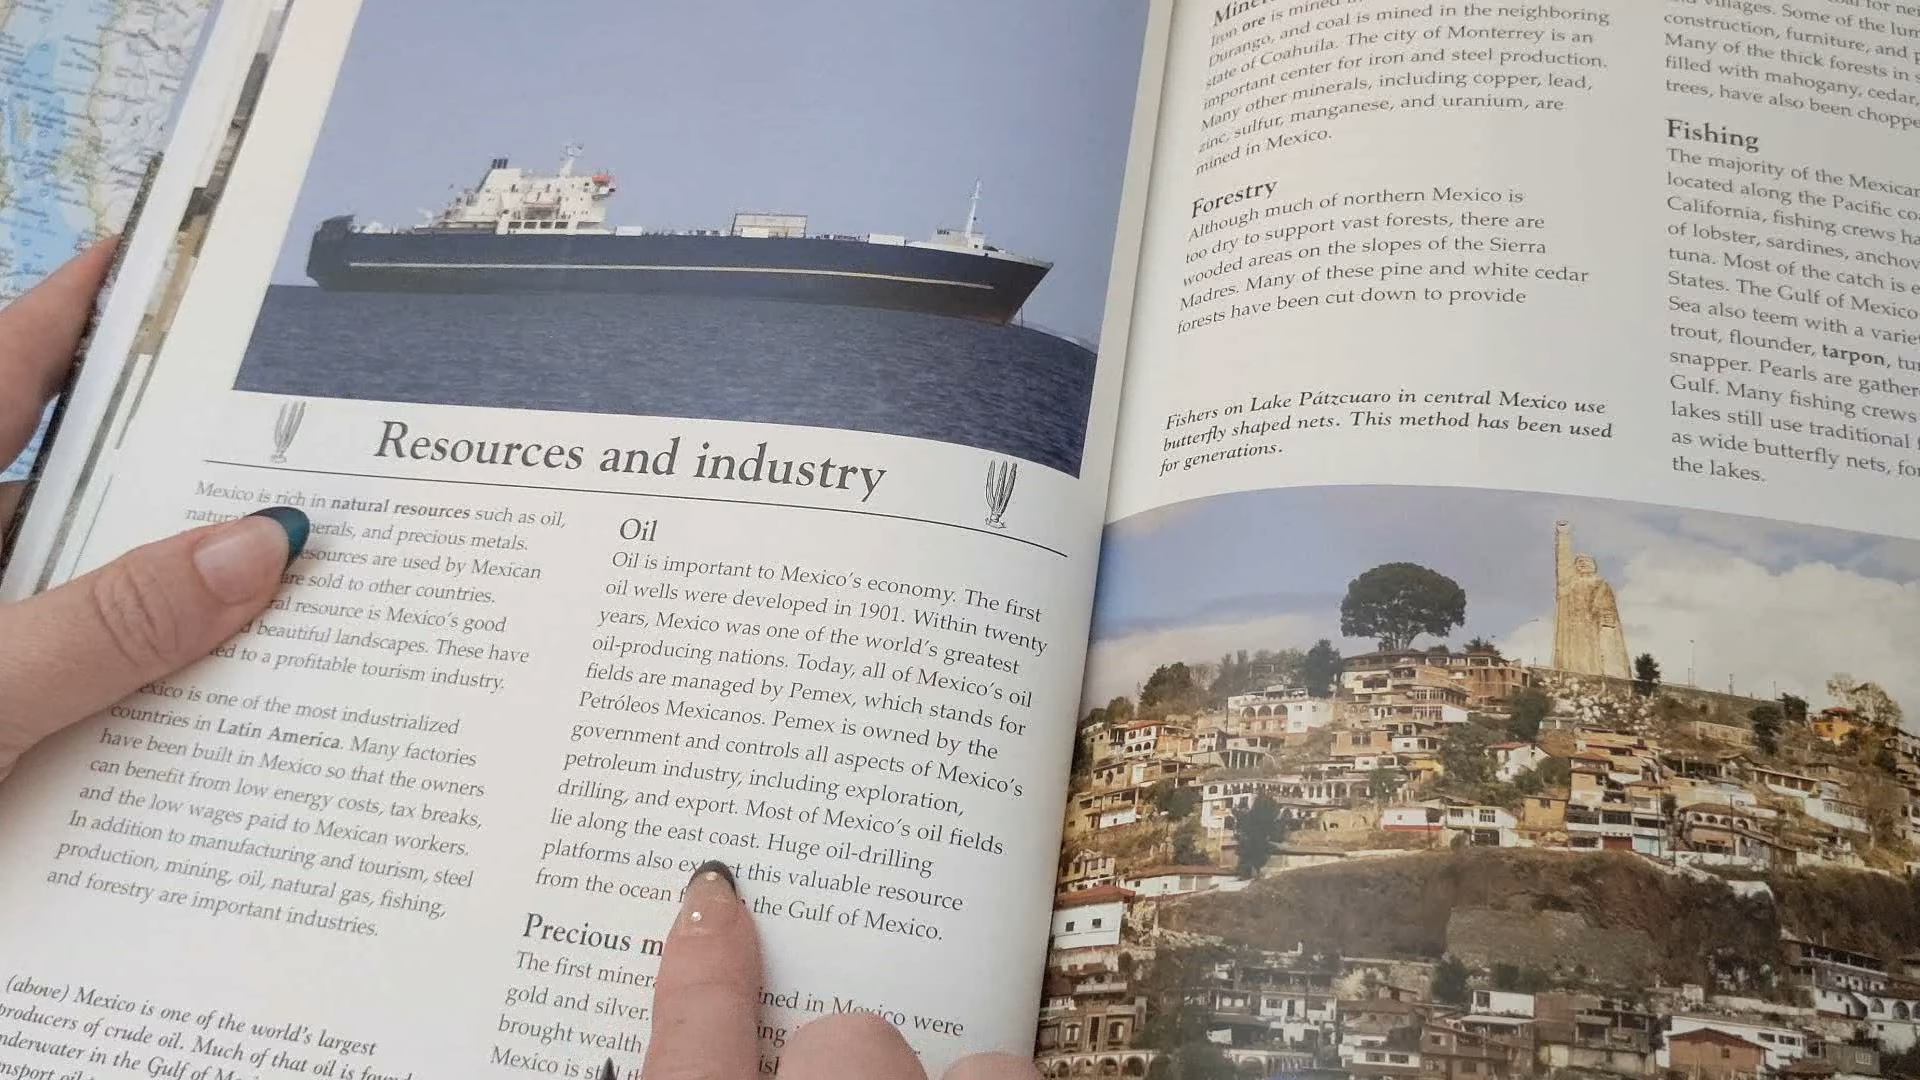 Resources and industry
Mexico is rich in natural resources such as oil,
natural minerals, and precious metals.
resources are used by Mexican
are sold to other countries.
resource is Mexico's good
beautiful landscapes. These have
to a profitable tourism industry.
Mexico is one of the most industrialized
countries in Latin America. Many factories
have been built in Mexico so that the owners
can benefit from low energy costs, tax breaks,
and the low wages paid to Mexican workers.
In addition to manufacturing and tourism, steel
production, mining, oil, natural gas, fishing,
and forestry are important industries.
(above) Mexico is one of the world's largest
producers of crude oil. Much of that oil is found
underwater in the Gulf of
oil
Oil
Oil is important to Mexico's economy. The first
oil wells were developed in 1901. Within twenty
years, Mexico was one of the world's greatest
oil-producing nations. Today, all of Mexico's oil
fields are managed by Pemex, which stands for
Petróleos Mexicanos. Pemex is owned by the
government and controls all aspects of Mexico's
petroleum industry, including exploration,
drilling, and export. Most of Mexico's oil fields
lie along the east coast. Huge oil-drilling
platforms also extract this valuable resource
from the ocean the Gulf of Mexico.
Precious
The first in Mexico were
gold and silver.
brought wealth
Mexico is
Iron ore is mined
Durango, and coal is mined in the neighboring
state of Coahuila. The city of Monterrey is an
important center for iron and steel production.
Many other minerals, including copper, lead,
zinc, sulfur, manganese, and uranium, are
mined in Mexico.
Forestry
Although much of northern Mexico is
too dry to support vast forests, there are
wooded areas on the slopes of the Sierra
Madres. Many of these pine and white cedar
forests have been cut down to provide
Fishers on Lake Pátzcuaro in central Mexico use
butterfly shaped nets. This method has been used
for generations.
for
villages. Some of the
construction, furniture, and
Many of the thick forests in
filled with mahogany, cedar,
trees, have also been
Fishing
The majority of the Mexican
located along the Pacific
California, fishing crews
of lobster, sardines,
tuna. Most of the catch is
States. The Gulf of Mexico
Sea also teem with a
trout, flounder, tarpon,
snapper. Pearls are
Gulf. Many fishing crews
lakes still use traditional
as wide butterfly nets,
the lakes.